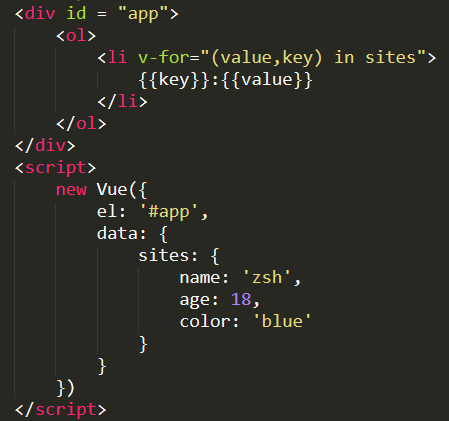 <div id = "app">
    <ol>
        <li v-for="(value,key) in sites">
            {{key}}:{{value}}
        </li>
    </ol>
</div>
<script>
    new Vue({
        el: '#app',
        data: {
            sites: {
                name: 'zsh',
                age: 18,
                color: 'blue'
            }
        }
    })
</script>